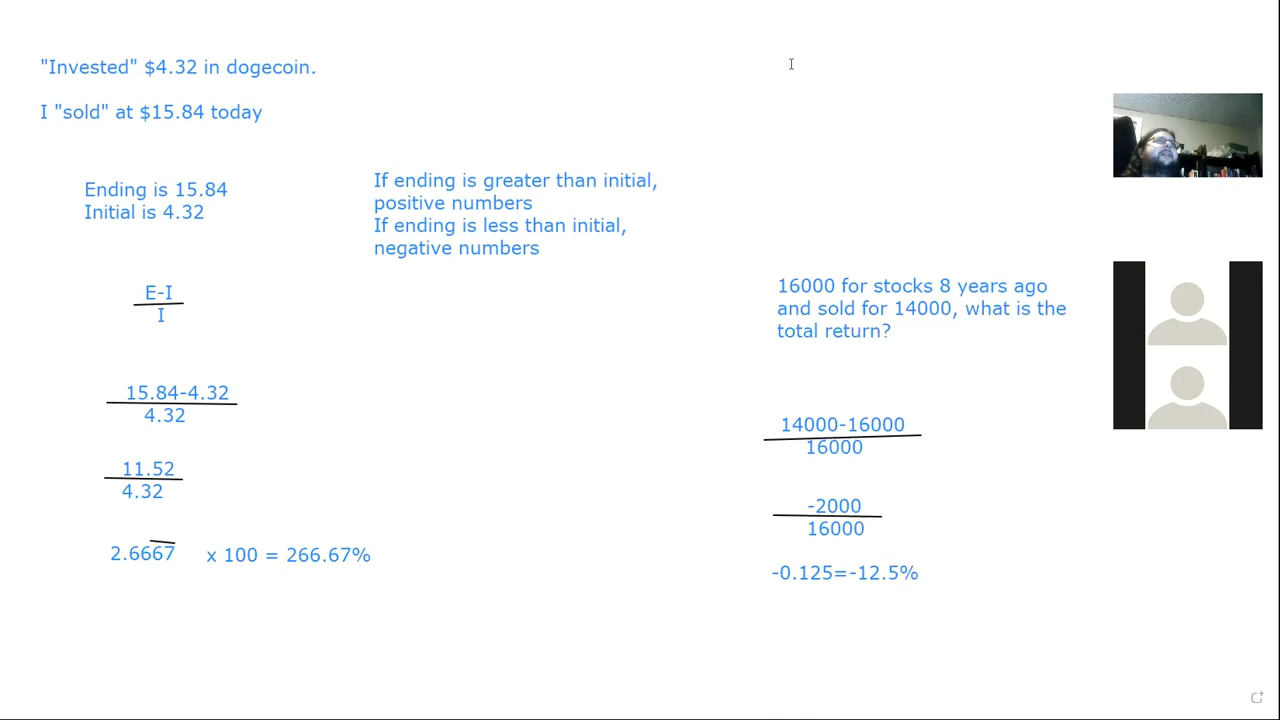 "Invested" $4.32 in dogecoin.
I "sold" at $15.84 today
Ending is 15.84
Initial is 4.32
If ending is greater than initial,
positive numbers
If ending is less than initial,
negative numbers
E-I
I
15.84-4.32
4.32
11.52
4.32
2.6667 x 100 = 266.67%
16000 for stocks 8 years ago
and sold for 14000, what is the
total return?
14000-16000
16000
-2000
16000
-0.125=-12.5%